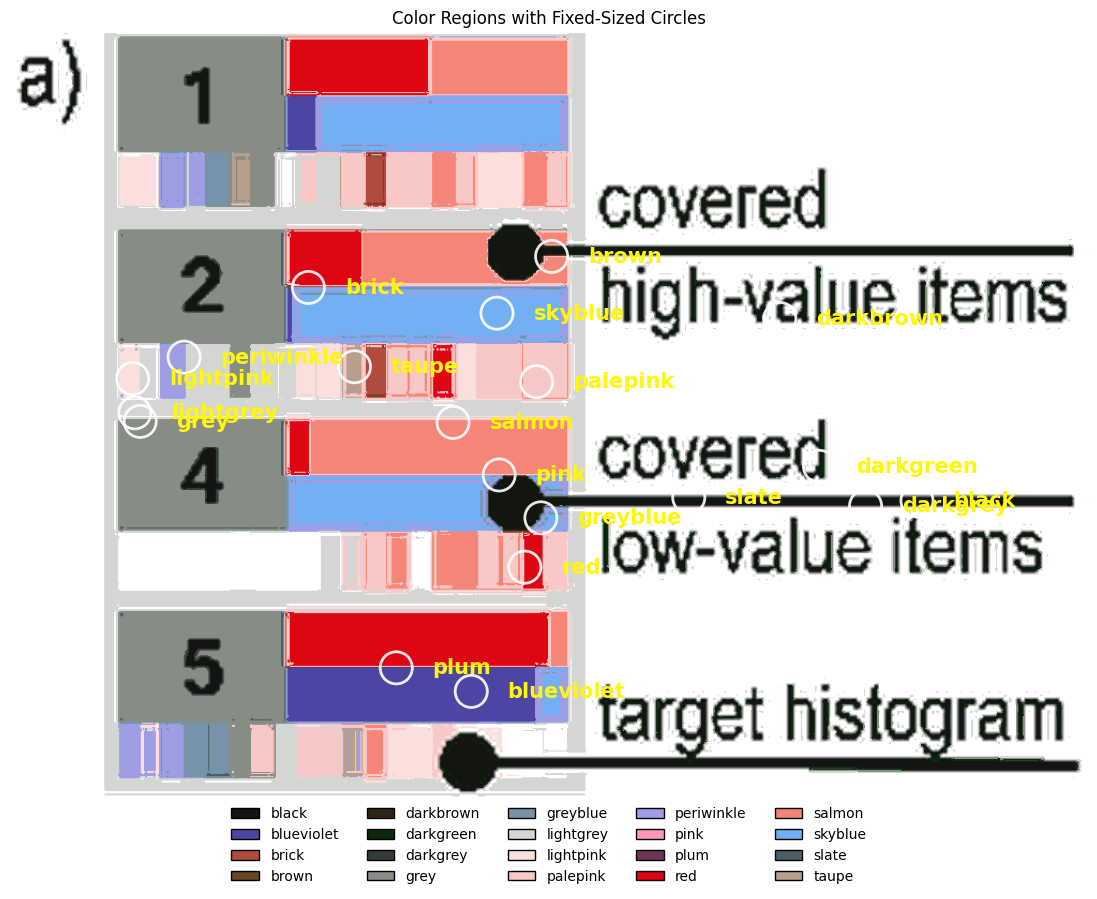 Color Regions with Fixed-Sized Circles
a)
1
covered
2
brown
brick
high-value items
skyblue
darkbrown
periwinkle
taupe
lightpink
palepink
lightgrey
grey
salmon
covered
4
pink
darkgreen
slate
black
darkgrey
greyblue
low-value items
red
5
plum
blueviolet
target histogram
black darkbrown greyblue periwinkle salmon
blueviolet darkgreen lightgrey pink skyblue
brick darkgrey lightpink plum slate
brown grey palepink red taupe